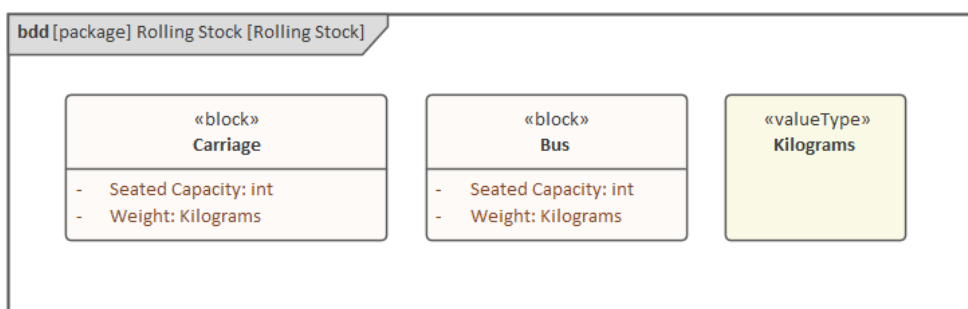 bdd [package] Rolling Stock [Rolling Stock]
«block»
Carriage
- Seated Capacity: int
- Weight: Kilograms
«block»
Bus
- Seated Capacity: int
- Weight: Kilograms
«valueType»
Kilograms